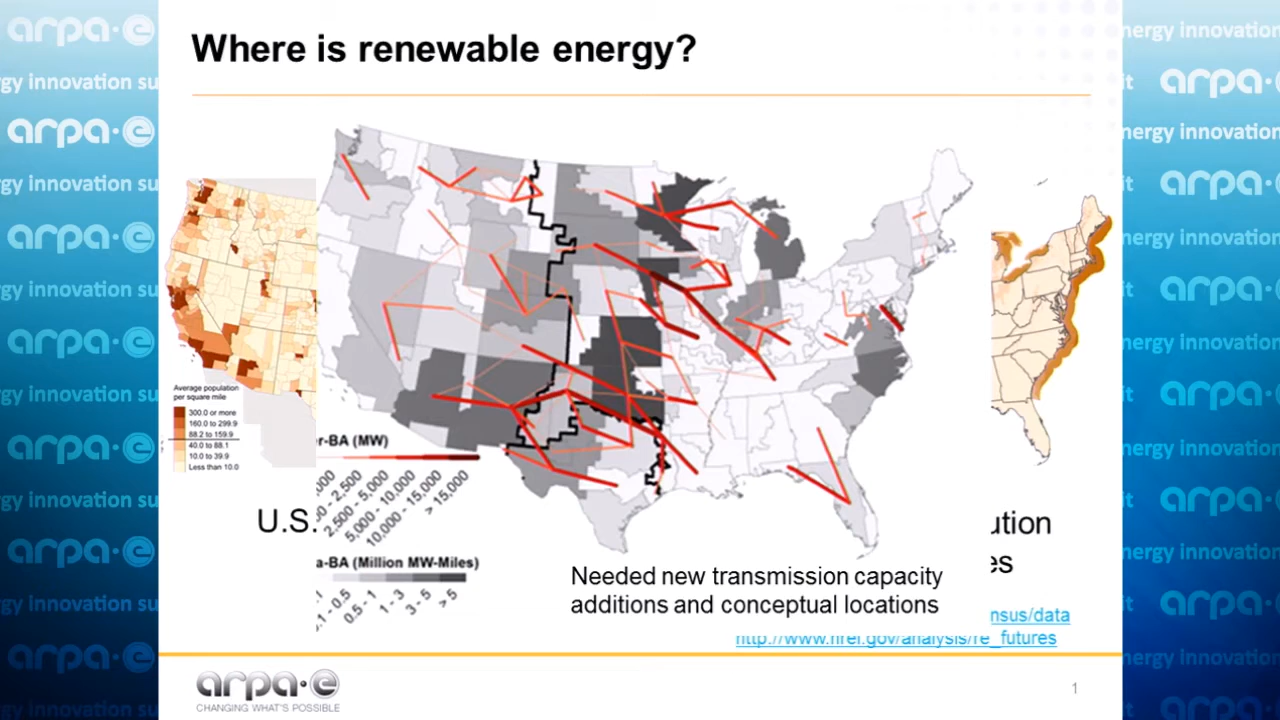 Where is renewable energy?
Average population
per square mile
300.0 or more
160.0 to 299.9
88.2 to 159.9
40.0 to 88.1
10.0 to 39.9
Less than 10.0
r-BA (MW)
2,500 - 5,000
5,000 - 10,000
10,000 - 15,000
> 15,000
U.S.
a-BA (Million MW-Miles)
0.5 - 1
1 - 3
3 - 5
> 5
Needed new transmission capacity
additions and conceptual locations
nsus/data
http://www.nrel.gov/analysis/re_futures
arpa·e
CHANGING WHAT'S POSSIBLE
1
arpa·e
energy innovation